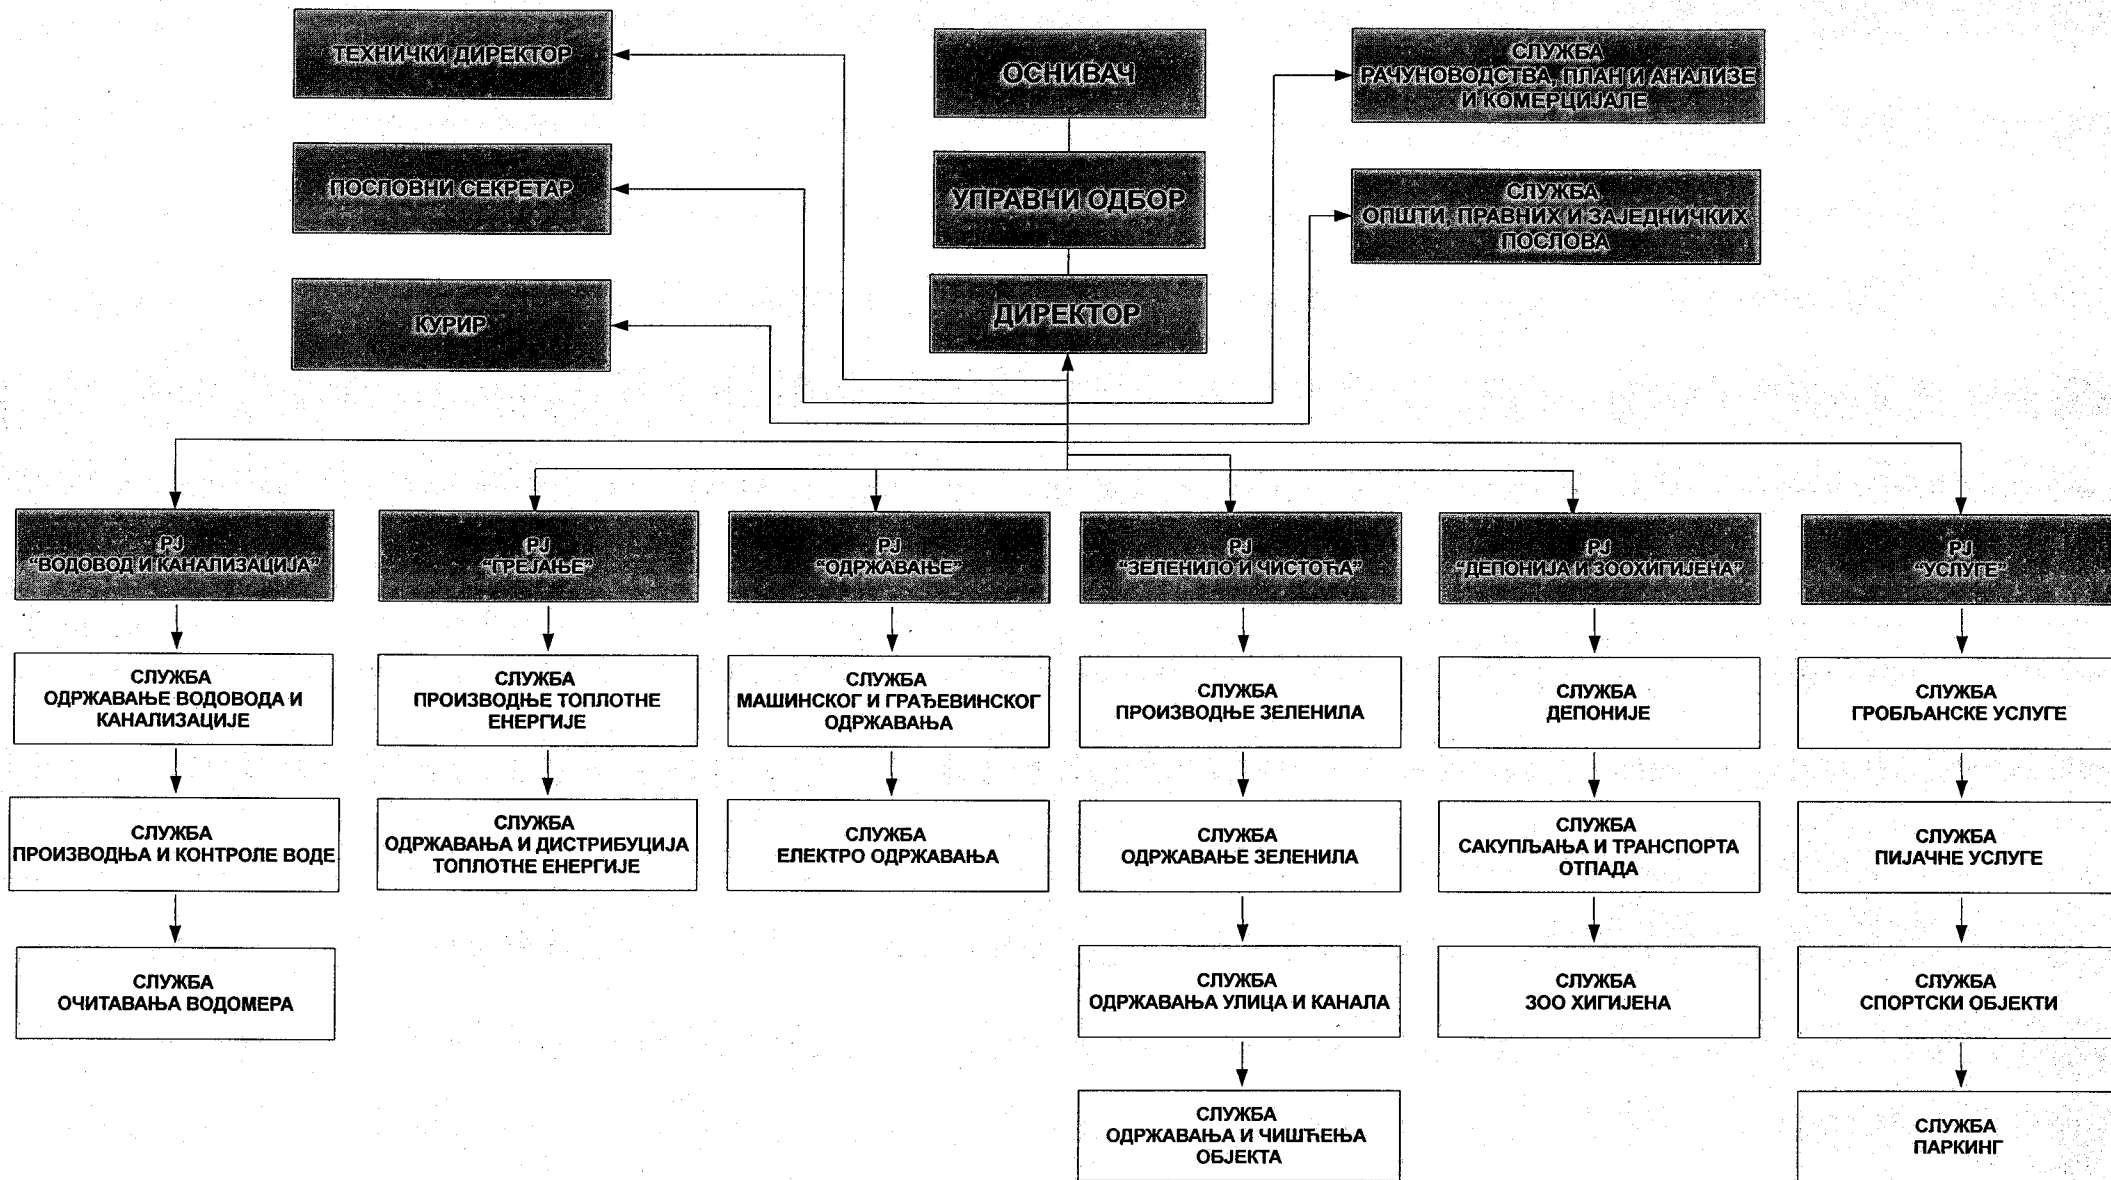 ТЕХНИЧКИ ДИРЕКТОР
ОСНИВАЧ
СЛУЖБА
РАЧУНОВОДСТВА, ПЛАН И АНАЛИЗЕ
И КОМЕРЦИЈАЛЕ
ПОСЛОВНИ СЕКРЕТАР
УПРАВНИ ОДБОР
СЛУЖБА
ОПШТИ, ПРАВНИХ И ЗАЈЕДНИЧКИХ
ПОСЛОВА
КУРИР
ДИРЕКТОР
РЈ
"ВОДОВОД И КАНАЛИЗАЦИЈА"
РЈ
"ГРЕЈАЊЕ"
РЈ
"ОДРЖАВАЊЕ"
РЈ
"ЗЕЛЕНИЛО И ЧИСТОЋА"
РЈ
"ДЕПОНИЈА И ЗООХИГИЈЕНА"
РЈ
"УСЛУГЕ"
СЛУЖБА
ОДРЖАВАЊЕ ВОДОВОДА И
КАНАЛИЗАЦИЈЕ
СЛУЖБА
ПРОИЗВОДЊЕ ТОПЛОТНЕ
ЕНЕРГИЈЕ
СЛУЖБА
МАШИНСКОГ И ГРАЂЕВИНСКОГ
ОДРЖАВАЊА
СЛУЖБА
ПРОИЗВОДЊЕ ЗЕЛЕНИЛА
СЛУЖБА
ДЕПОНИЈЕ
СЛУЖБА
ГРОБЉАНСКЕ УСЛУГЕ
СЛУЖБА
ПРОИЗВОДЊА И КОНТРОЛЕ ВОДЕ
СЛУЖБА
ОДРЖАВАЊА И ДИСТРИБУЦИЈА
ТОПЛОТНЕ ЕНЕРГИЈЕ
СЛУЖБА
ЕЛЕКТРО ОДРЖАВАЊА
СЛУЖБА
ОДРЖАВАЊЕ ЗЕЛЕНИЛА
СЛУЖБА
САКУПЉАЊА И ТРАНСПОРТА
ОТПАДА
СЛУЖБА
ПИЈАЧНЕ УСЛУГЕ
СЛУЖБА
ОЧИТАВАЊА ВОДОМЕРА
СЛУЖБА
ОДРЖАВАЊА УЛИЦА И КАНАЛА
СЛУЖБА
ЗОО ХИГИЈЕНА
СЛУЖБА
СПОРТСКИ ОБЈЕКТИ
СЛУЖБА
ОДРЖАВАЊА И ЧИШЋЕЊА
ОБЈЕКТА
СЛУЖБА
ПАРКИНГ